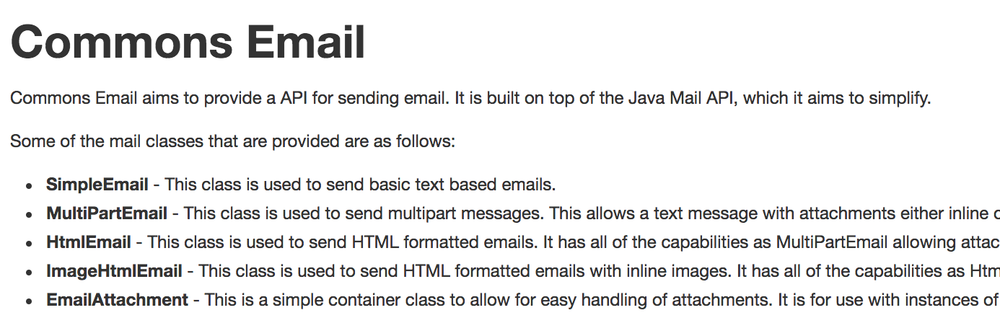 Commons Email
Commons Email aims to provide a API for sending email. It is built on top of the Java Mail API, which it aims to simplify.
Some of the mail classes that are provided are as follows:
• SimpleEmail - This class is used to send basic text based emails.
• MultiPartEmail - This class is used to send multipart messages. This allows a text message with attachments either inline
• HtmlEmail - This class is used to send HTML formatted emails. It has all of the capabilities as MultiPartEmail allowing attac
• ImageHtmlEmail - This class is used to send HTML formatted emails with inline images. It has all of the capabilities as Htm
• EmailAttachment - This is a simple container class to allow for easy handling of attachments. It is for use with instances of